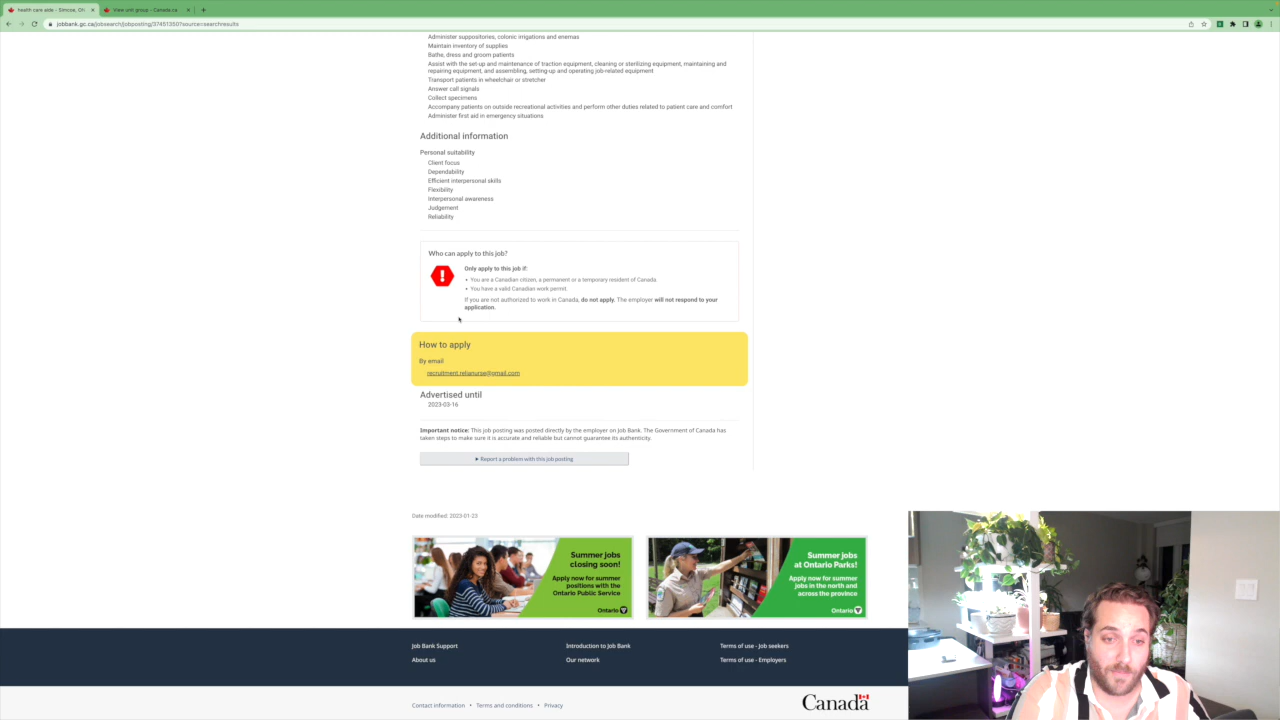 health care aide - Simcoe, Gh
View unit group – Canada.ca
jobbank.gc.ca/jobsearch/jobposting/37451350?source=searchresults
Administer suppositories, colonic irrigations and enemas
Maintain inventory of supplies
Bathe, dress and groom patients
Assist with the set-up and maintenance of traction equipment, cleaning or sterilizing equipment, maintaining and
repairing equipment, and assembling, setting-up and operating job-related equipment
Transport patients in wheelchair or stretcher
Answer call signals
Collect specimens
Accompany patients on outside recreational activities and perform other duties related to patient care and comfort
Administer first aid in emergency situations
Additional information
Personal suitability
Client focus
Dependability
Efficient interpersonal skills
Flexibility
Interpersonal awareness
Judgement
Reliability
Who can apply to this job?
Only apply to this job if:
• You are a Canadian citizen, a permanent or a temporary resident of Canada.
• You have a valid Canadian work permit.
If you are not authorized to work in Canada, do not apply. The employer will not respond to your
application.
How to apply
By email
recruitment.relianurse@gmail.com
Advertised until
2023-03-16
Important notice: This job posting was posted directly by the employer on Job Bank. The Government of Canada has
taken steps to make sure it is accurate and reliable but cannot guarantee its authenticity.
Report a problem with this job posting
Date modified: 2023-01-23
Summer jobs
closing soon!
Apply now for summer
positions with the
Ontario Public Service
Ontario
Summer jobs
at Ontario Parks!
Apply now for summer
jobs in the north and
across the province
Ontario
Job Bank Support
Introduction to Job Bank
Terms of use - Job seekers
About us
Our network
Terms of use - Employers
Contact information • Terms and conditions • Privacy
Canada